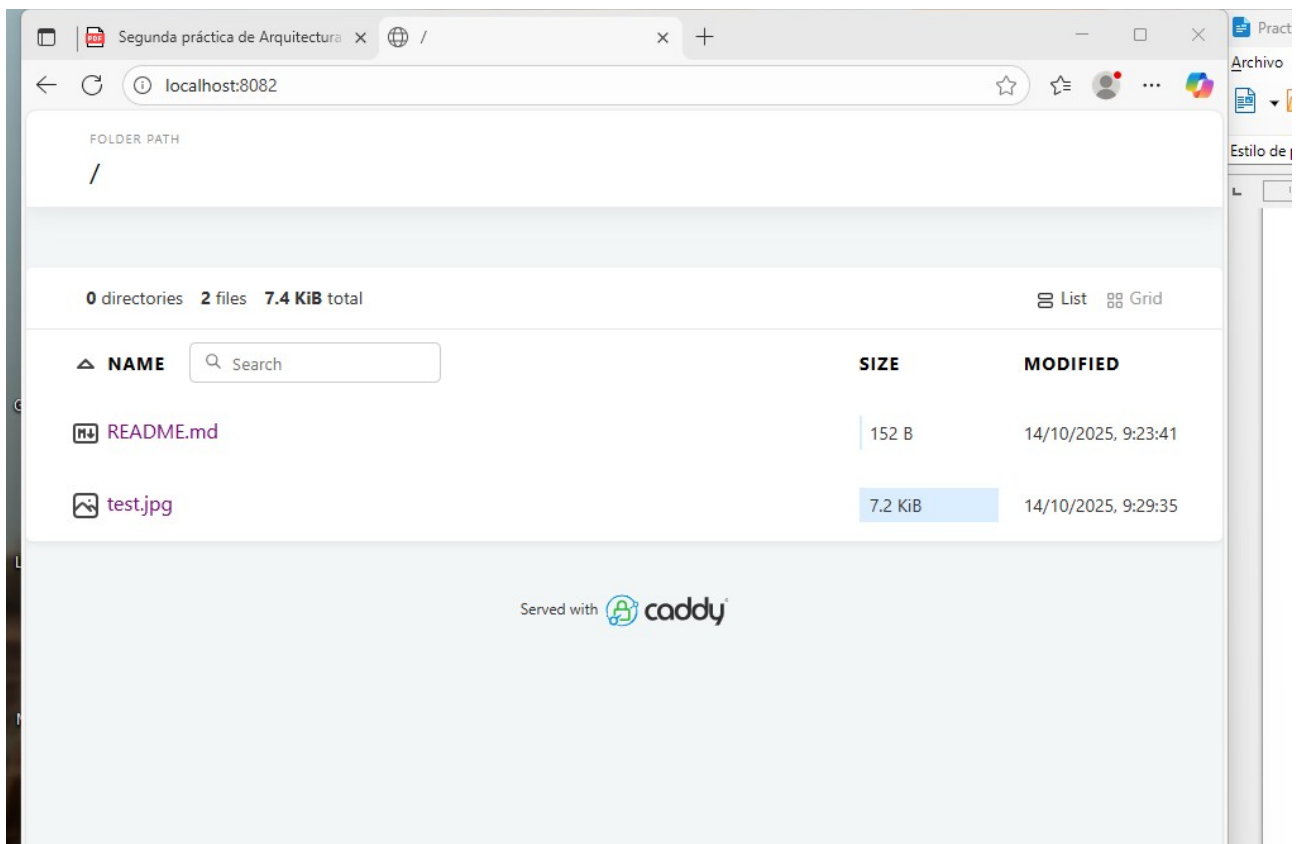 Segunda práctica de Arquitectura
/
Pract
localhost:8082
Archivo
FOLDER PATH
/
Estilo de
0 directories 2 files 7.4 KiB total
List Grid
NAME Search SIZE MODIFIED
README.md 152 B 14/10/2025, 9:23:41
test.jpg 7.2 KiB 14/10/2025, 9:29:35
Served with caddy